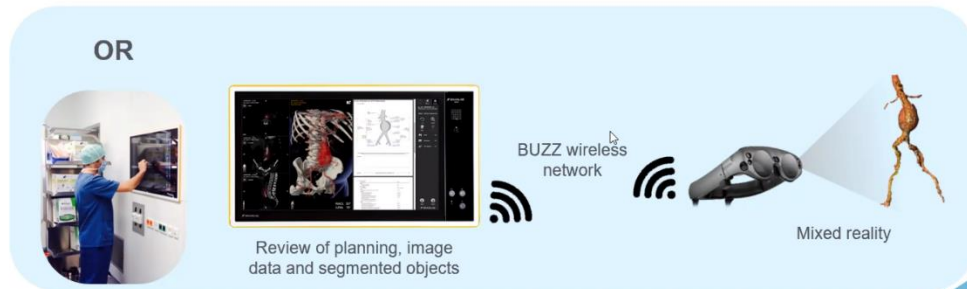 OR
BUZZ wireless
network
Review of planning, image
data and segmented objects
Mixed reality